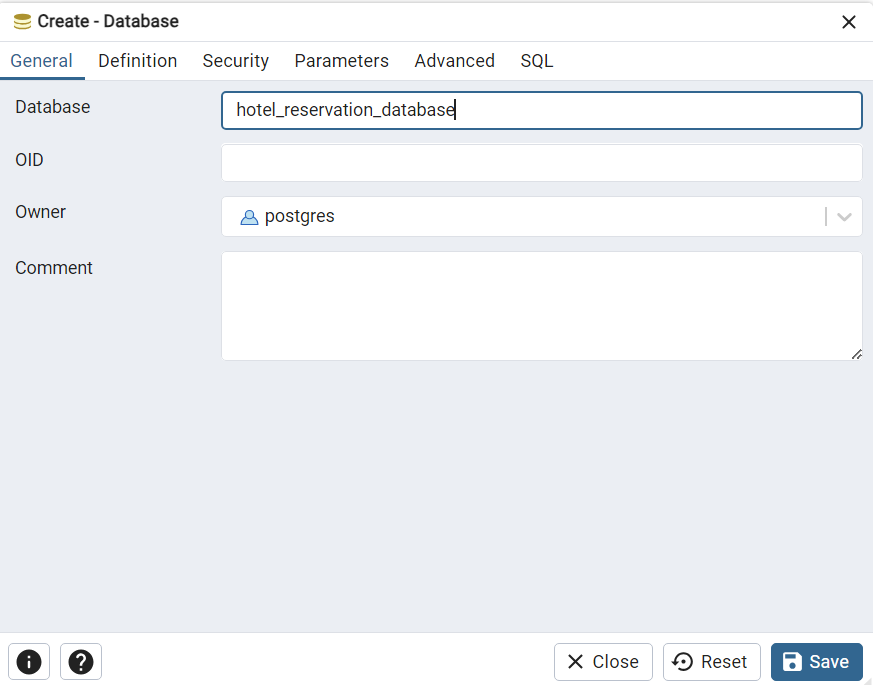 Create - Database
General Definition Security Parameters Advanced SQL
Database hotel_reservation_database
OID
Owner postgres
Comment
Close Reset Save